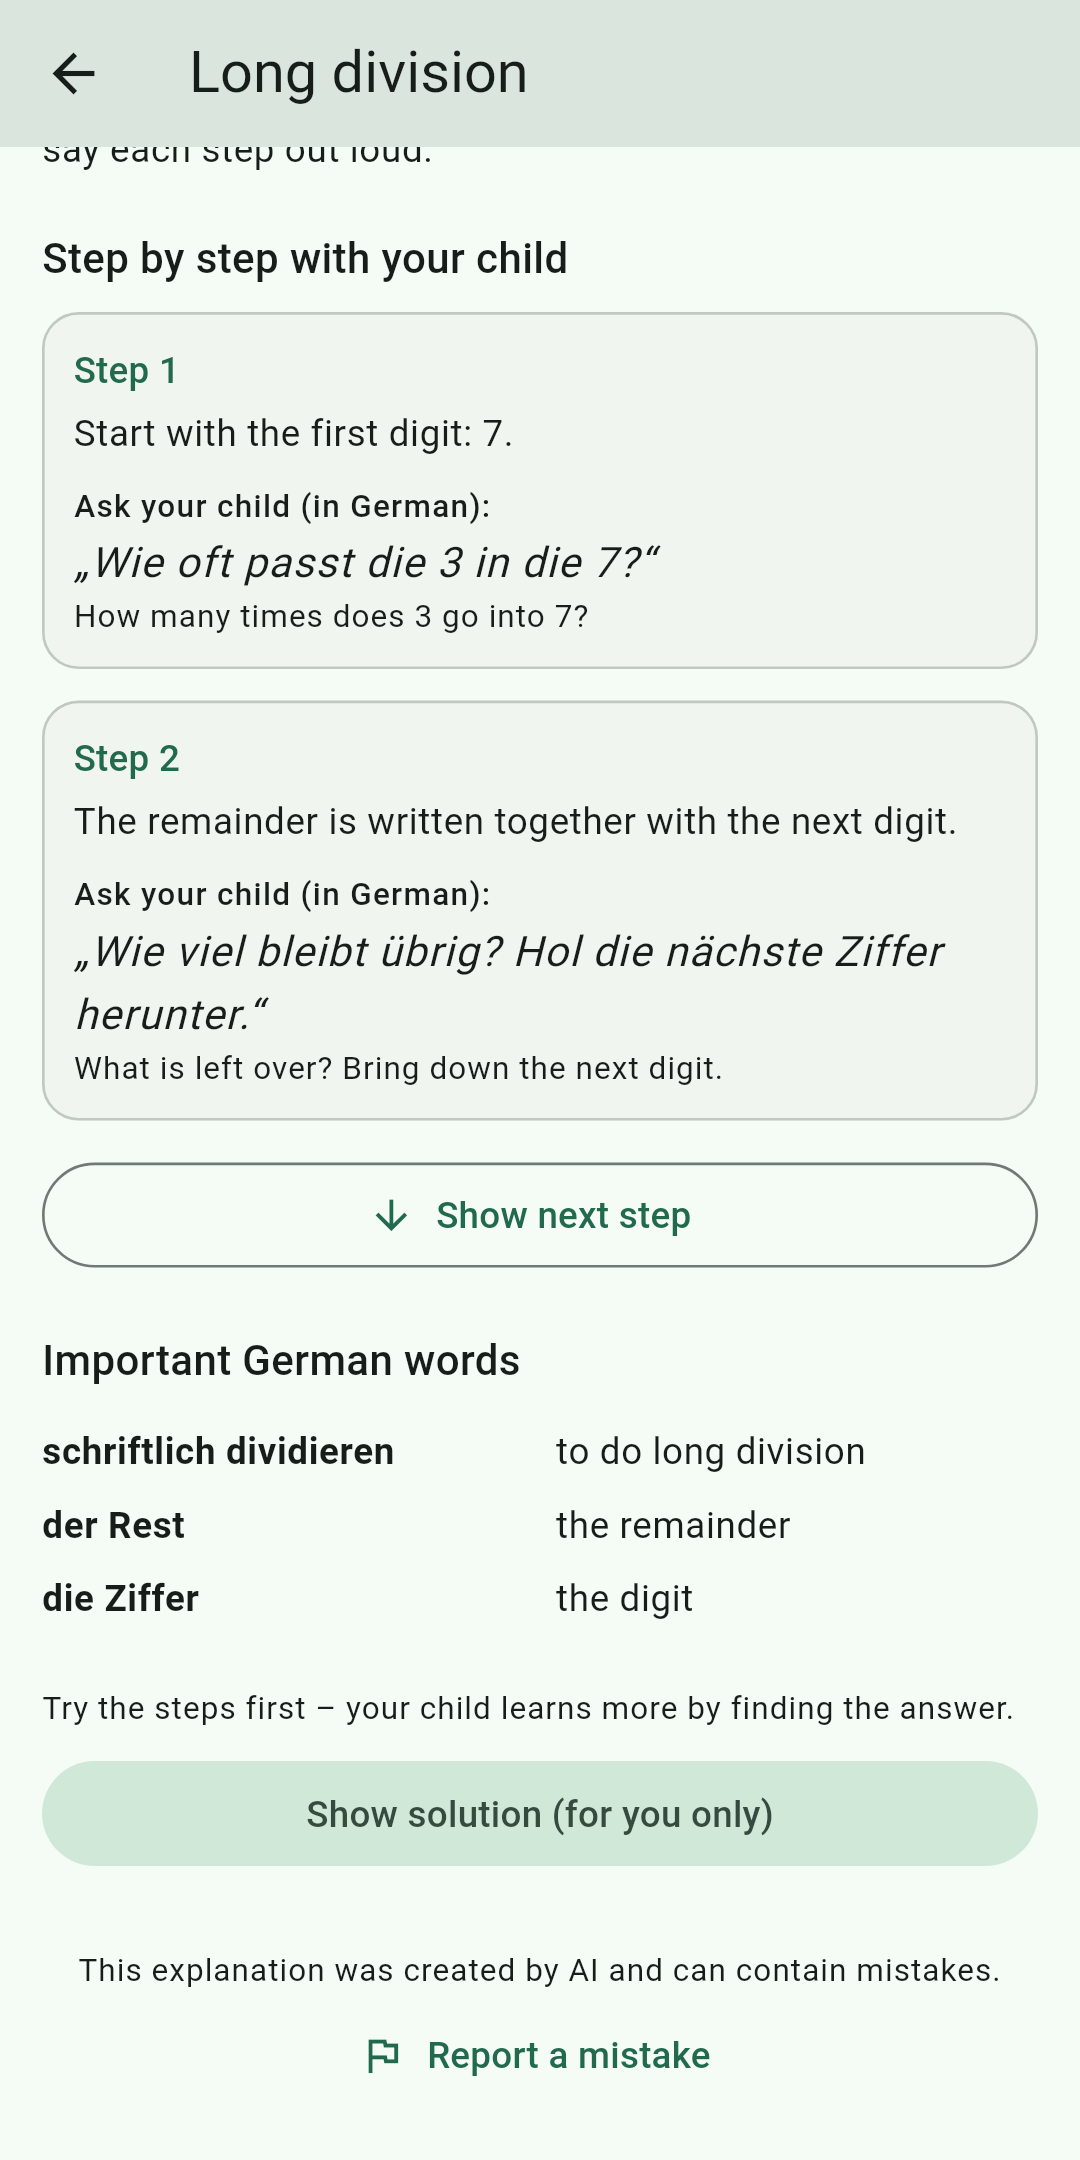 Long division
say each step out loud.
Step by step with your child
Step 1
Start with the first digit: 7.
Ask your child (in German):
„Wie oft passt die 3 in die 7?“
How many times does 3 go into 7?
Step 2
The remainder is written together with the next digit.
Ask your child (in German):
„Wie viel bleibt übrig? Hol die nächste Ziffer
herunter.“
What is left over? Bring down the next digit.
Show next step
Important German words
schriftlich dividieren to do long division
der Rest the remainder
die Ziffer the digit
Try the steps first – your child learns more by finding the answer.
Show solution (for you only)
This explanation was created by AI and can contain mistakes.
Report a mistake